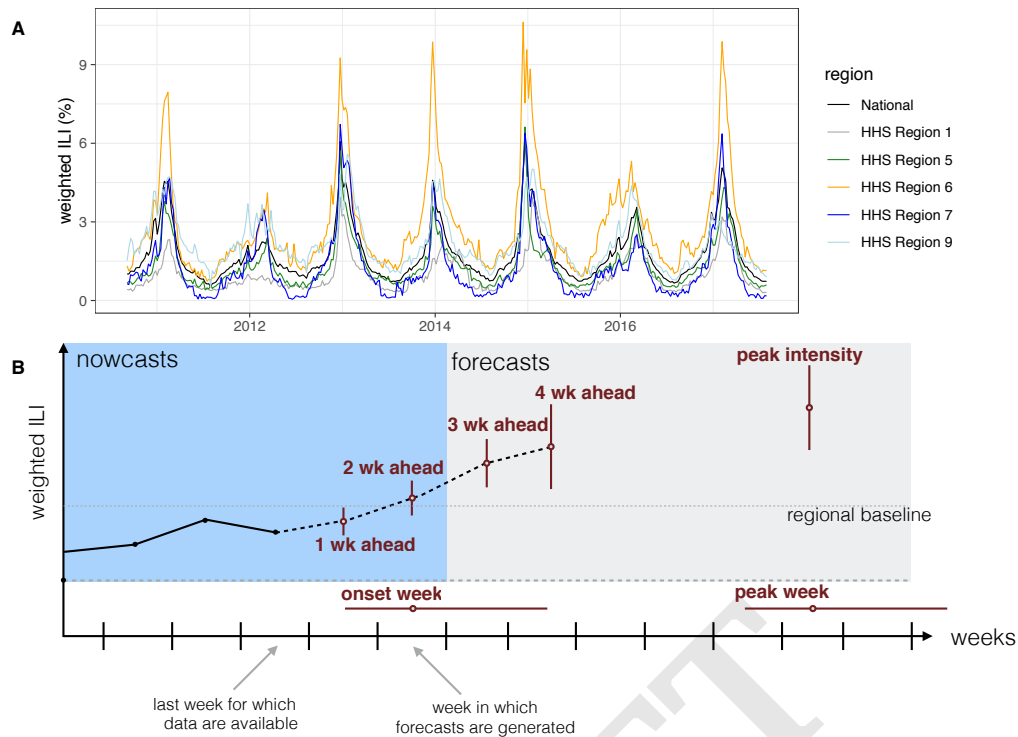 A
weighted ILI (%)
9
6
3
0
2012
2014
2016
region
National
HHS Region 1
HHS Region 5
HHS Region 6
HHS Region 7
HHS Region 9
B
nowcasts
forecasts
peak intensity
4 wk ahead
3 wk ahead
2 wk ahead
1 wk ahead
weighted ILI
regional baseline
onset week
peak week
weeks
last week for which
data are available
week in which
forecasts are generated